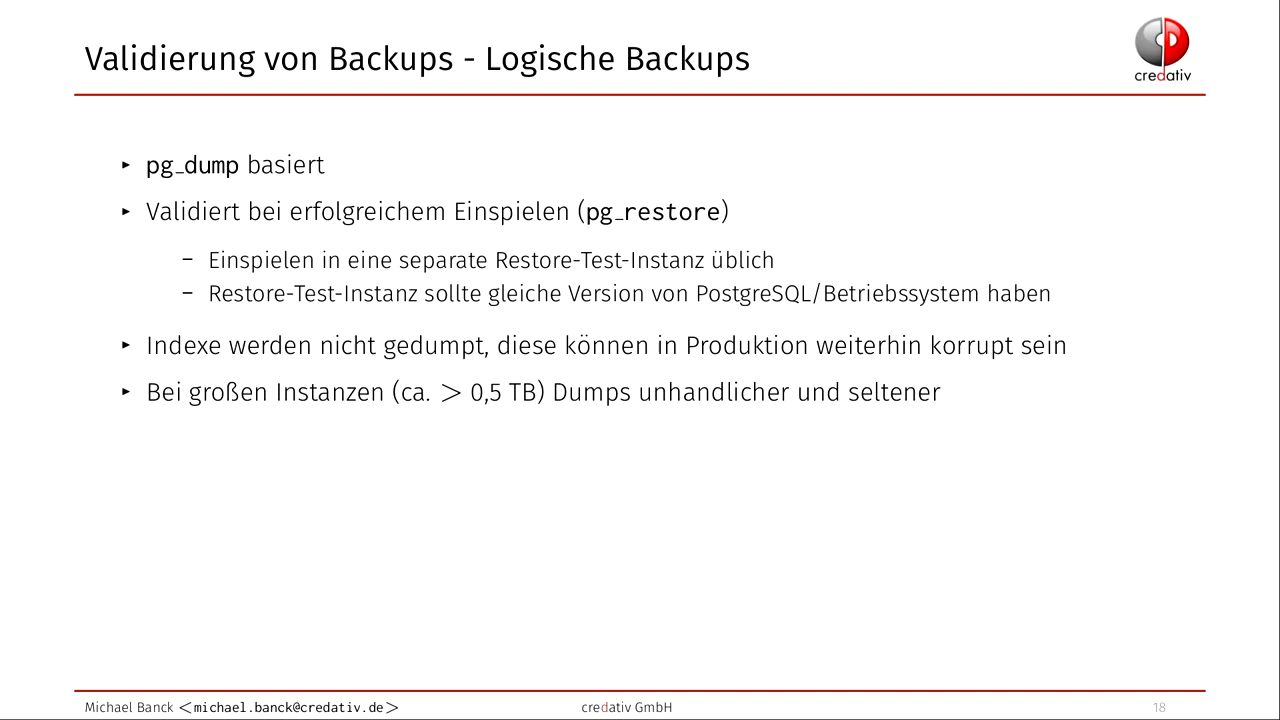 Validierung von Backups - Logische Backups
credativ
▸ pg_dump basiert
▸ Validiert bei erfolgreichem Einspielen (pg_restore)
– Einspielen in eine separate Restore-Test-Instanz üblich
– Restore-Test-Instanz sollte gleiche Version von PostgreSQL/Betriebssystem haben
▸ Indexe werden nicht gedumpt, diese können in Produktion weiterhin korrupt sein
▸ Bei großen Instanzen (ca. > 0,5 TB) Dumps unhandlicher und seltener
Michael Banck <michael.banck@credativ.de> credativ GmbH 18